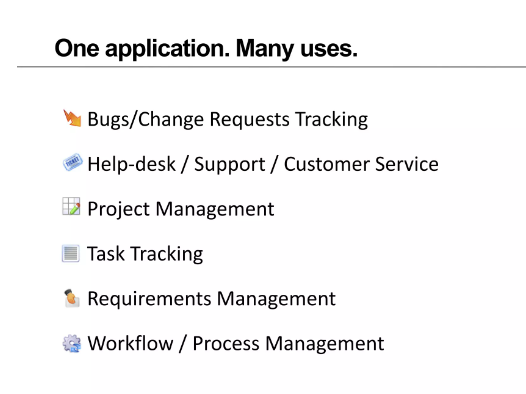 One application. Many uses.
Bugs/Change Requests Tracking
Help-desk / Support / Customer Service
Project Management
Task Tracking
Requirements Management
Workflow / Process Management